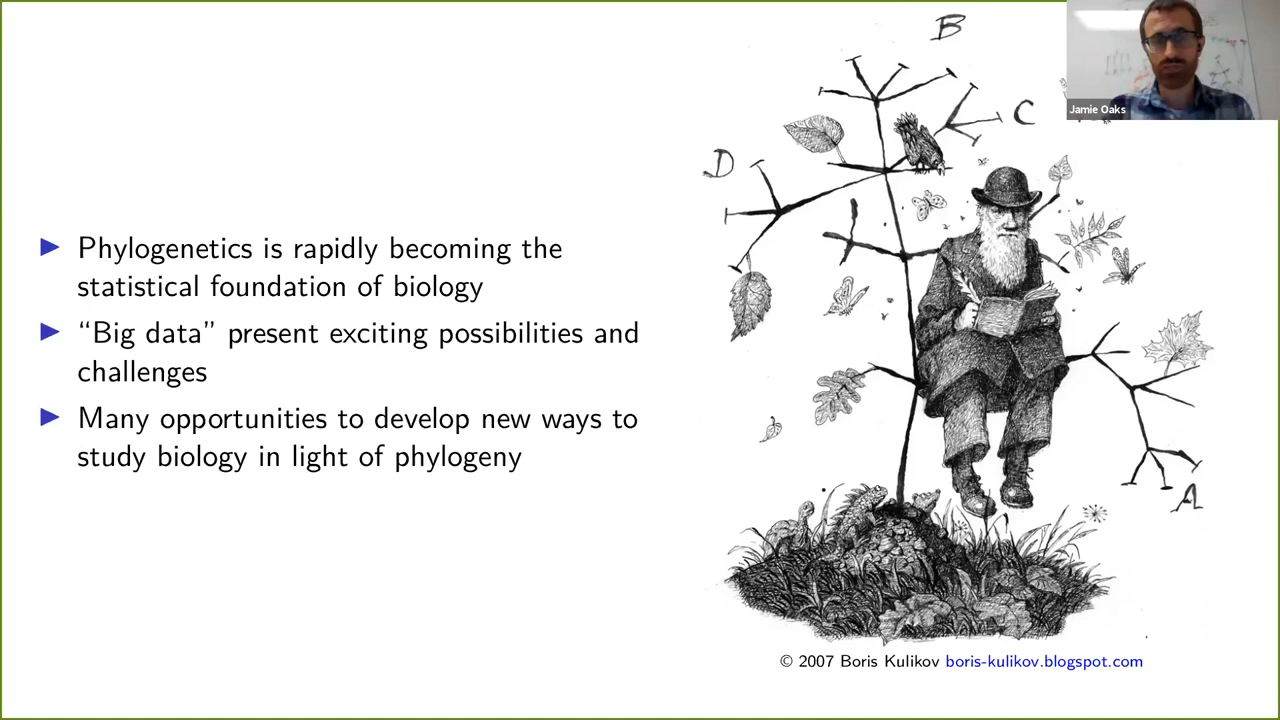 Phylogenetics is rapidly becoming the
statistical foundation of biology
“Big data” present exciting possibilities and
challenges
Many opportunities to develop new ways to
study biology in light of phylogeny
B
C
D
A
© 2007 Boris Kulikov boris-kulikov.blogspot.com
Jamie Oaks